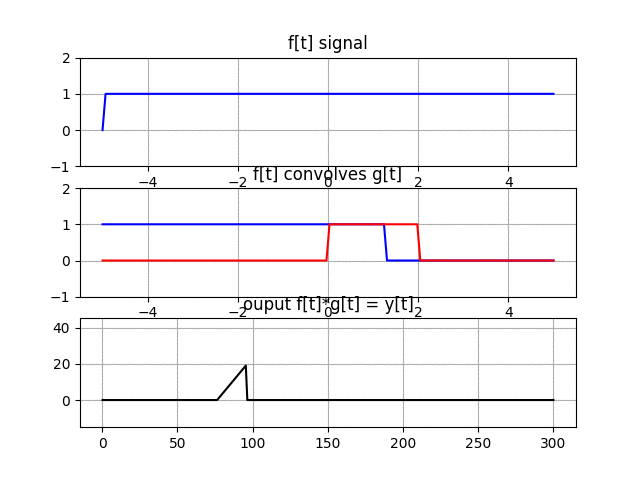 f[t] signal
2
1
0
−1
−4 −2 0 2 4
f[t] convolves g[t]
2
1
0
−1
−4 −2 0 2 4
ouput f[t]*g[t] = y[t]
40
20
0
0 50 100 150 200 250 300